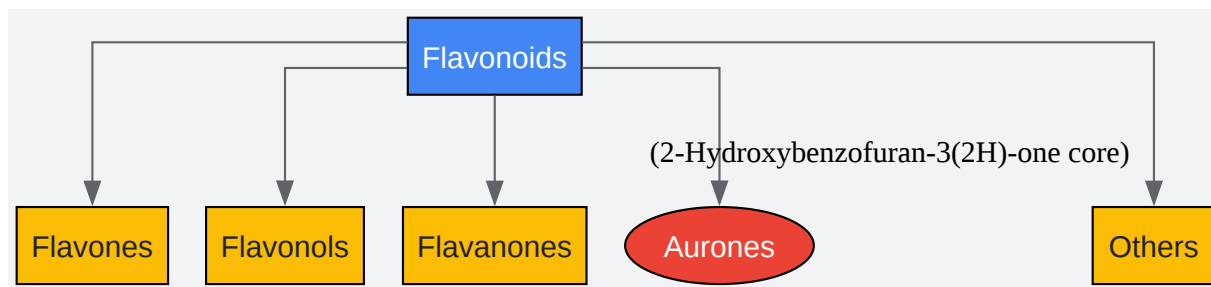 Flavonoids
(2-Hydroxybenzofuran-3(2H)-one core)
Flavones
Flavonols
Flavanones
Aurones
Others